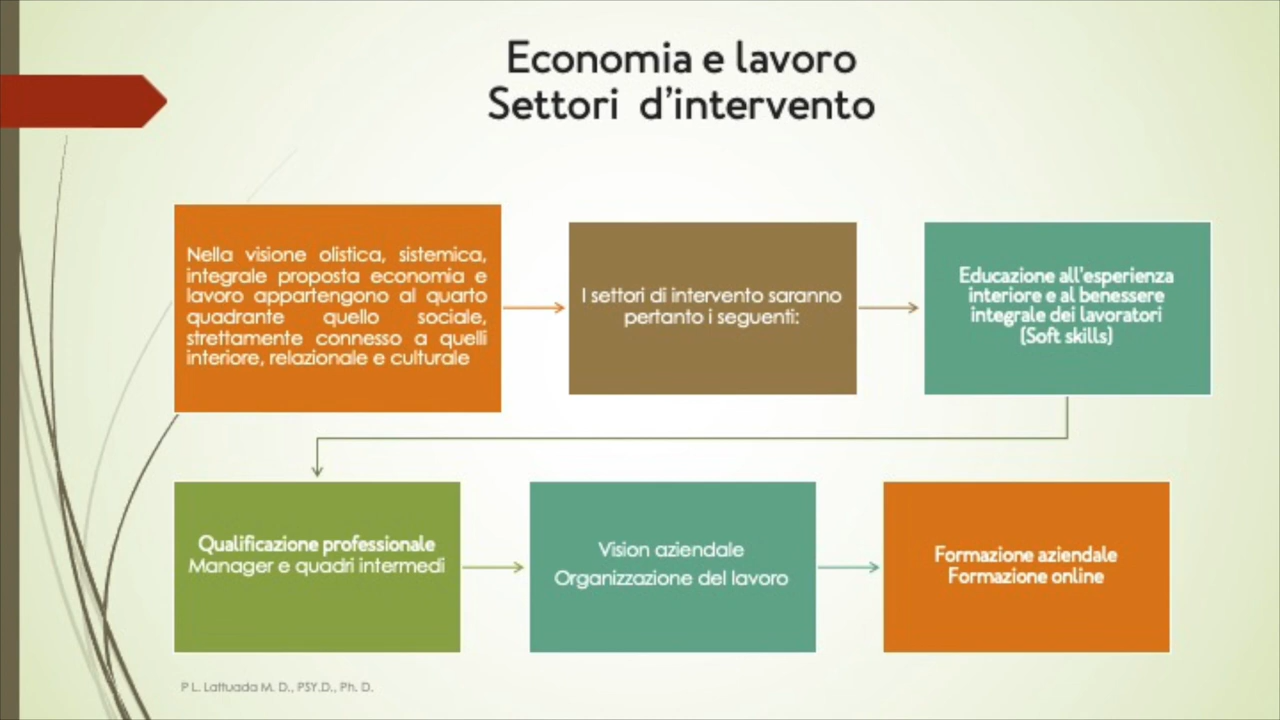 Economia e lavoro
Settori d'intervento
Nella visione olistica, sistemica,
integrale proposta economia e
lavoro appartengono al quarto
quadrante quello sociale,
strettamente connesso a quelli
interiore, relazionale e culturale
I settori di intervento saranno
pertanto i seguenti:
Educazione all'esperienza
interiore e al benessere
integrale dei lavoratori
(Soft skills)
Qualificazione professionale
Manager e quadri intermedi
Vision aziendale
Organizzazione del lavoro
Formazione aziendale
Formazione online
P L. Lattuada M. D., PSY.D., Ph. D.